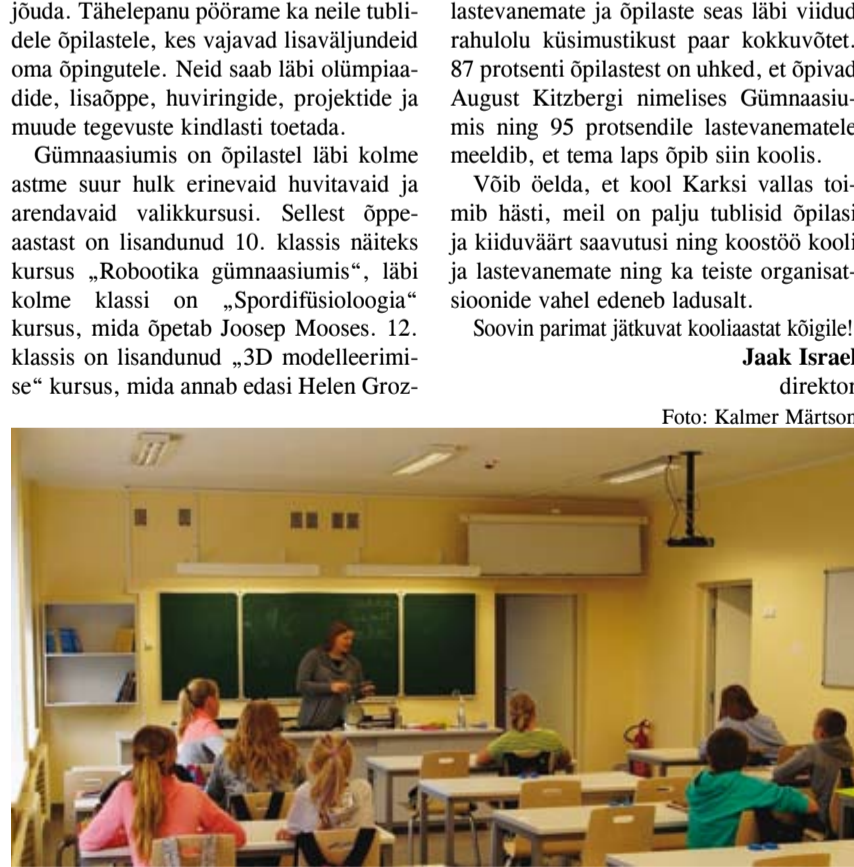 jõuda. Tähelepanu pöörame ka neile tubli-
dele õpilastele, kes vajavad lisaväljundeid
oma õpingutele. Neid saab läbi olümpiaa-
dide, lisaõppe, huviringide, projektide ja
muude tegevuste kindlasti toetada.
Gümnaasiumis on õpilastel läbi kolme
astme suur hulk erinevaid huvitavaid ja
arendavaid valikkursusi. Sellest õppe-
aastast on lisandunud 10. klassis näiteks
kursus „Robootika gümnaasiumis“, läbi
kolme klassi on „Spordifüsioloogia“
kursus, mida õpetab Joosep Mooses. 12.
klassis on lisandunud „3D modelleerimi-
se“ kursus, mida annab edasi Helen Groz-
lastevanemate ja õpilaste seas läbi viidud
rahulolu küsimustikust paar kokkuvõtet.
87 protsenti õpilastest on uhked, et õpivad
August Kitzbergi nimelises Gümnaasiu-
mis ning 95 protsendile lastevanematele
meeldib, et tema laps õpib siin koolis.
Võib öelda, et kool Karksi vallas toi-
mib hästi, meil on palju tublisid õpilasi
ja kiiduväärt saavutusi ning koostöö kooli
ja lastevanemate ning ka teiste organisat-
sioonide vahel edeneb ladusalt.
Soovin parimat jätkuvat kooliaastat kõigile!
Jaak Israel
direktor
Foto: Kalmer Märtson